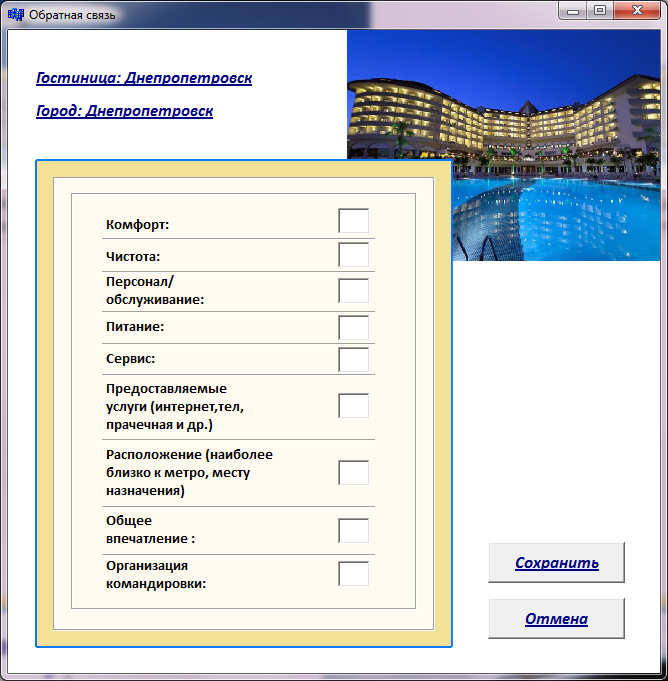 Обратная связь
Гостиница: Днепропетровск
Город: Днепропетровск
Комфорт:
Чистота:
Персонал/
обслуживание:
Питание:
Сервис:
Предоставляемые
услуги (интернет,тел,
прачечная и др.)
Расположение (наиболее
близко к метро, месту
назначения)
Общее
впечатление :
Организация
командировки:
Сохранить
Отмена